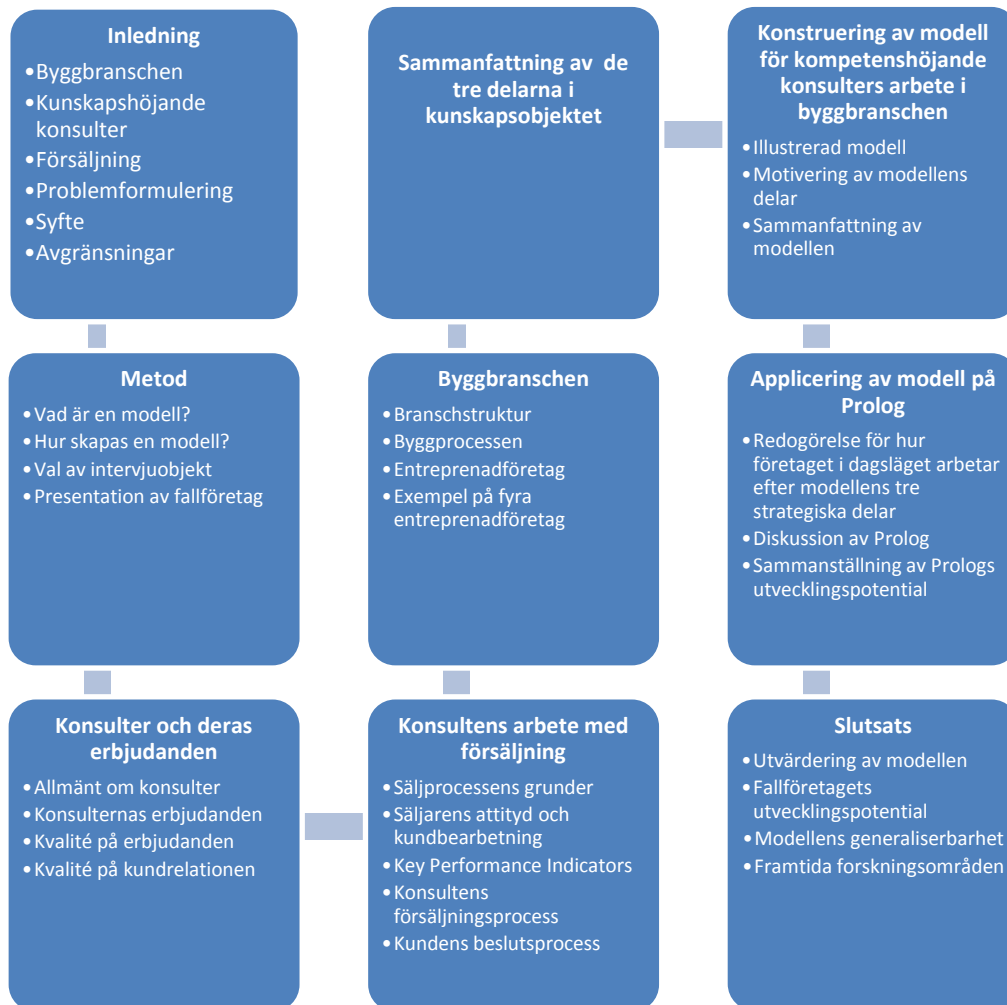 Inledning
•Byggbranschen
•Kunskapshöjande
konsulter
•Försäljning
•Problemformulering
•Syfte
•Avgränsningar
Metod
•Vad är en modell?
•Hur skapas en modell?
•Val av intervjuobjekt
•Presentation av fallföretag
Konsulter och deras
erbjudanden
•Allmänt om konsulter
•Konsulternas erbjudanden
•Kvalité på erbjudanden
•Kvalité på kundrelationen
Konsultens arbete med
försäljning
•Säljprocessens grunder
•Säljarens attityd och
kundbearbetning
•Key Performance Indicators
•Konsultens
försäljningsprocess
•Kundens beslutsprocess
Byggbranschen
•Branschstruktur
•Byggprocessen
•Entreprenadföretag
•Exempel på fyra
entreprenadföretag
Sammanfattning av de
tre delarna i
kunskapsobjektet
Konstruering av modell
för kompetenshöjande
konsulters arbete i
byggbranschen
•Illustrerad modell
•Motivering av modellens
delar
•Sammanfattning av
modellen
Applicering av modell på
Prolog
•Redogörelse för hur
företaget i dagsläget arbetar
efter modellens tre
strategiska delar
•Diskussion av Prolog
•Sammanställning av Prologs
utvecklingspotential
Slutsats
•Utvärdering av modellen
•Fallföretagets
utvecklingspotential
•Modellens generaliserbarhet
•Framtida forskningsområden